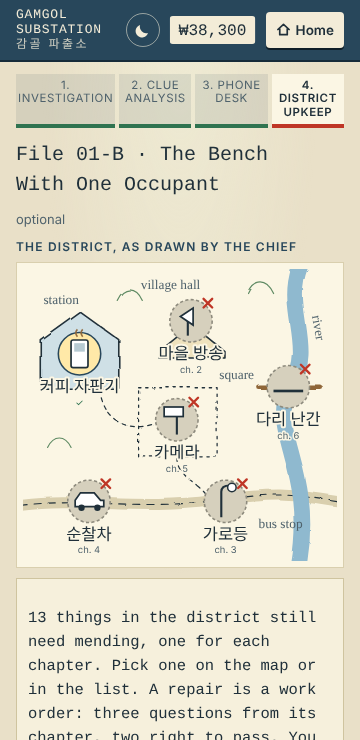 GAMGOL
SUBSTATION
감골 파출소
₩38,300
Home
1. INVESTIGATION
2. CLUE ANALYSIS
3. PHONE DESK
4. DISTRICT UPKEEP
File 01-B · The Bench
With One Occupant
optional
THE DISTRICT, AS DRAWN BY THE CHIEF
village hall
station
river
마을 방송
ch. 2
커피 자판기
square
다리 난간
ch. 6
카메라
ch. 5
순찰차
ch. 4
가로등
ch. 3
bus stop
13 things in the district still
need mending, one for each
chapter. Pick one on the map or
in the list. A repair is a work
order: three questions from its
chapter, two right to pass. You